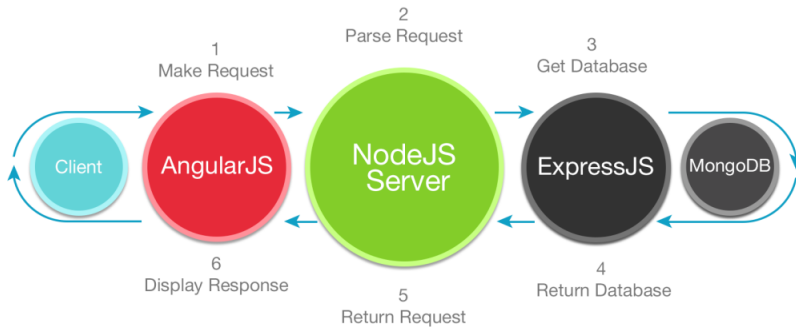 1
Make Request
2
Parse Request
3
Get Database
Client
AngularJS
NodeJS
Server
ExpressJS
MongoDB
6
Display Response
5
Return Request
4
Return Database